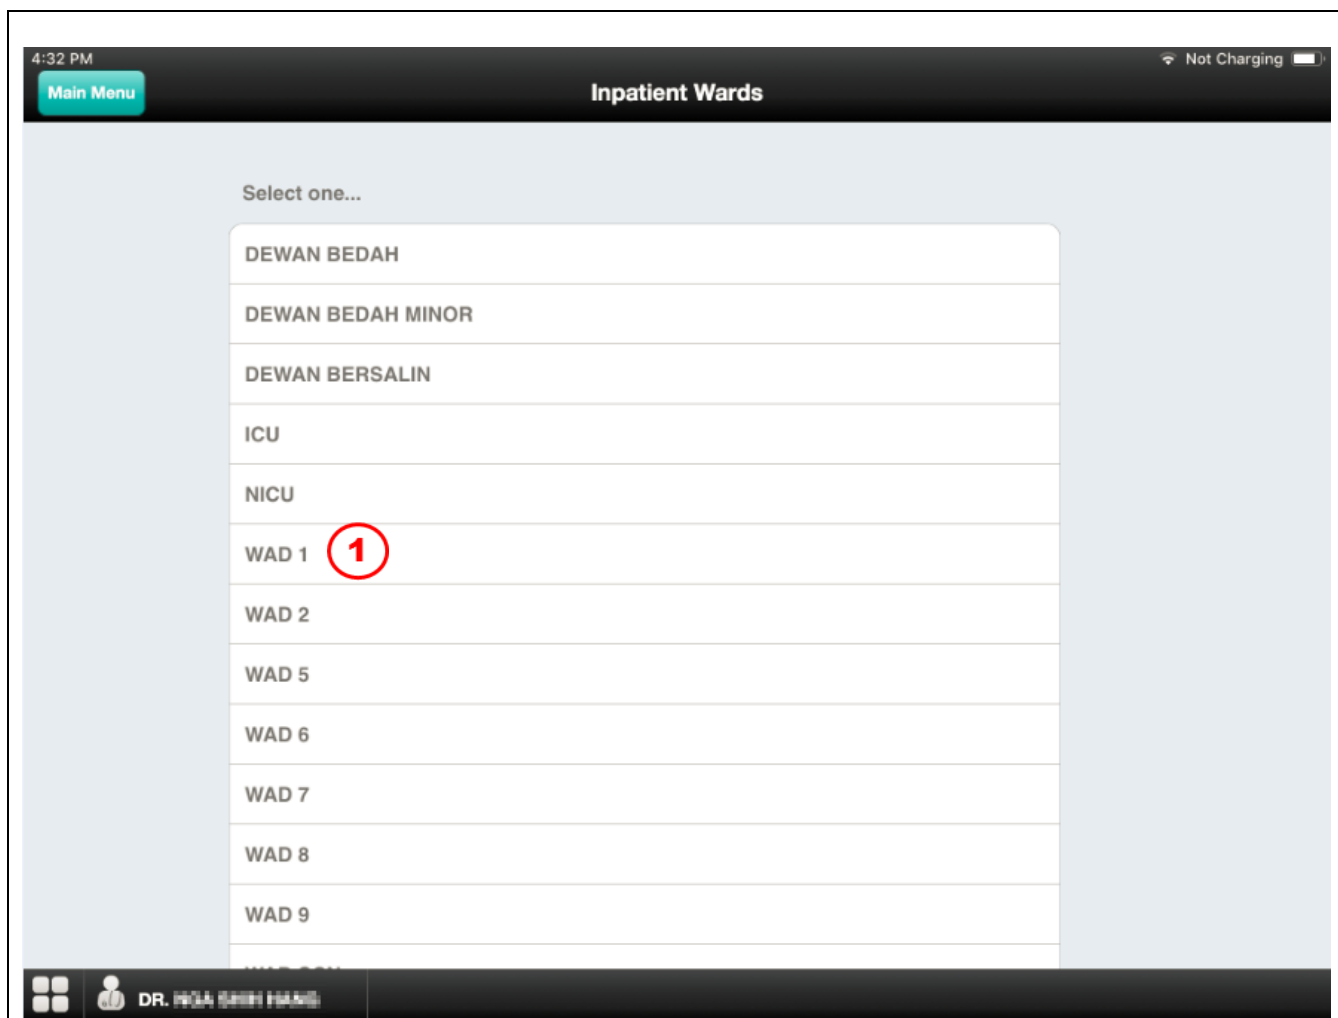 4:32 PM
Not Charging
Main Menu
Inpatient Wards
Select one...
DEWAN BEDAH
DEWAN BEDAH MINOR
DEWAN BERSALIN
ICU
NICU
WAD 1
1
WAD 2
WAD 5
WAD 6
WAD 7
WAD 8
WAD 9
DR.